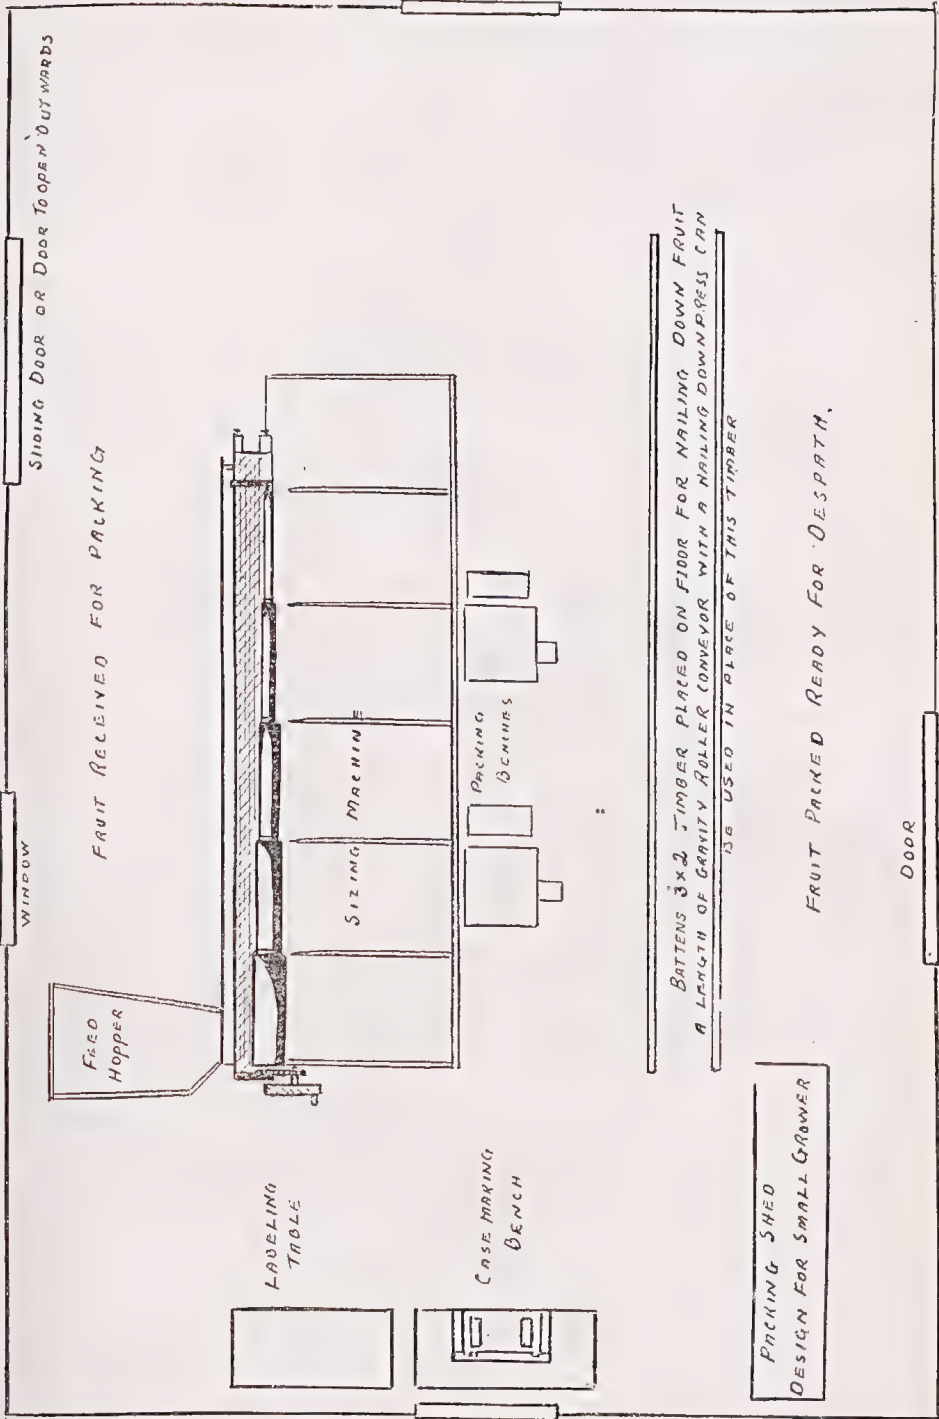 SLIDING DOOR OR DOOR TO OPEN OUTWARDS
WINDOW
FRUIT RECEIVED FOR PACKING
FEED
HOPPER
SIZING MACHINE
PACKING
BENCHES
LABELING
TABLE
CASE MAKING
BENCH
BATTENS 3x2 TIMBER PLACED ON FLOOR FOR NAILING DOWN FRUIT
A LENGTH OF GRAVITY ROLLER CONVEYOR WITH A NAILING DOWN PRESS CAN
BE USED IN PLACE OF THIS TIMBER
FRUIT PACKED READY FOR DESPATH.
DOOR
PACKING SHED
DESIGN FOR SMALL GROWER